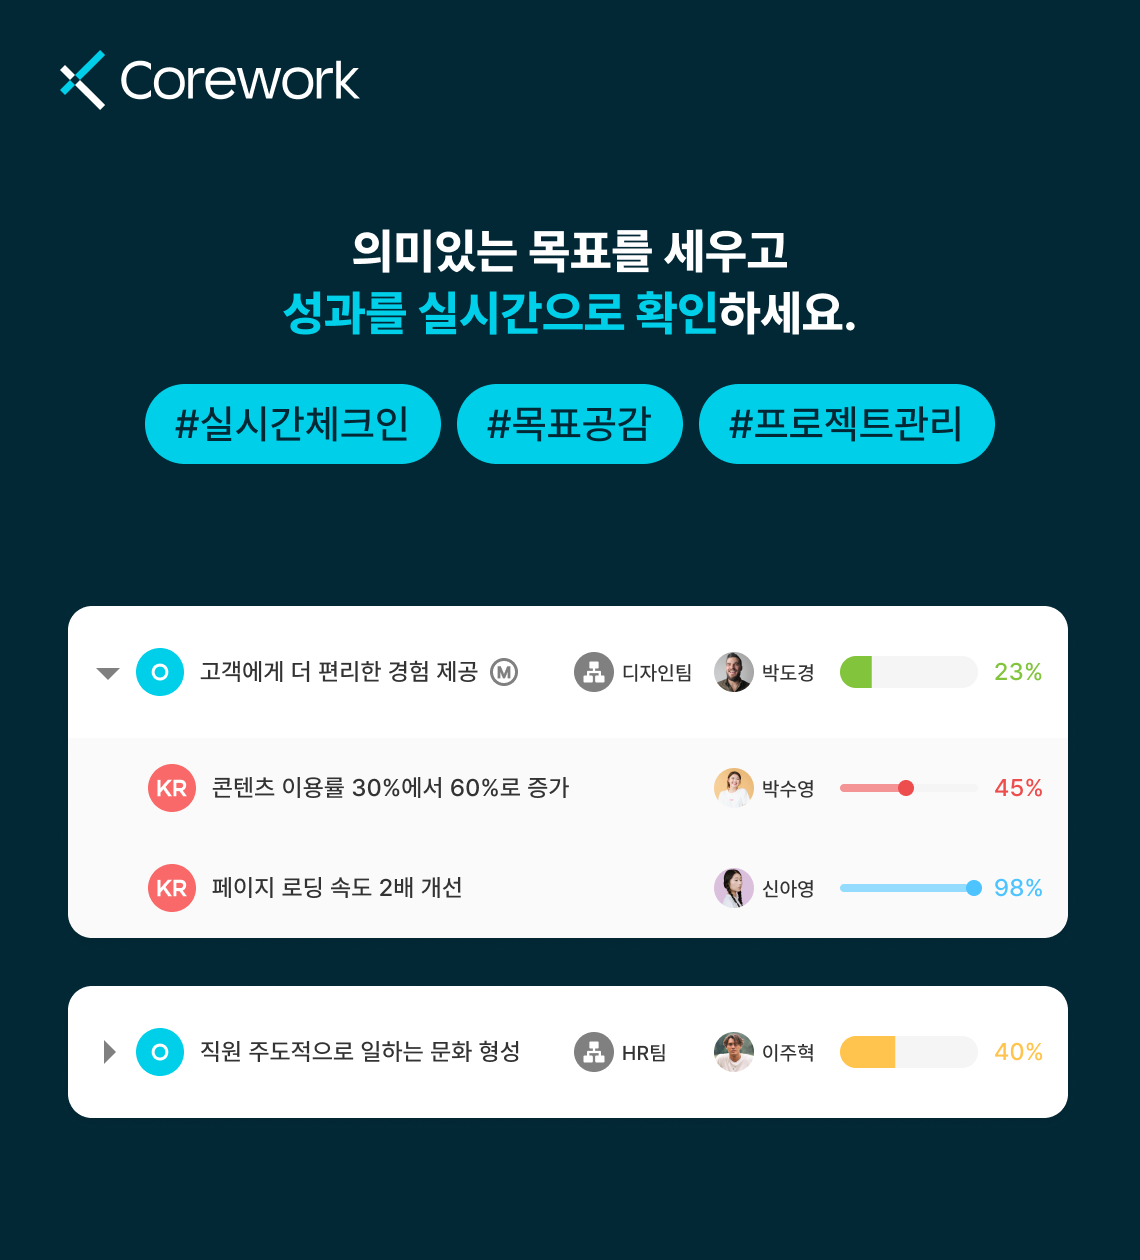 Corework
의미있는 목표를 세우고
성과를 실시간으로 확인하세요.
#실시간체크인 #목표공감 #프로젝트관리
O 고객에게 더 편리한 경험 제공 M 디자인팀 박도경 23%
KR 콘텐츠 이용률 30%에서 60%로 증가 박수영 45%
KR 페이지 로딩 속도 2배 개선 신아영 98%
O 직원 주도적으로 일하는 문화 형성 HR팀 이주혁 40%